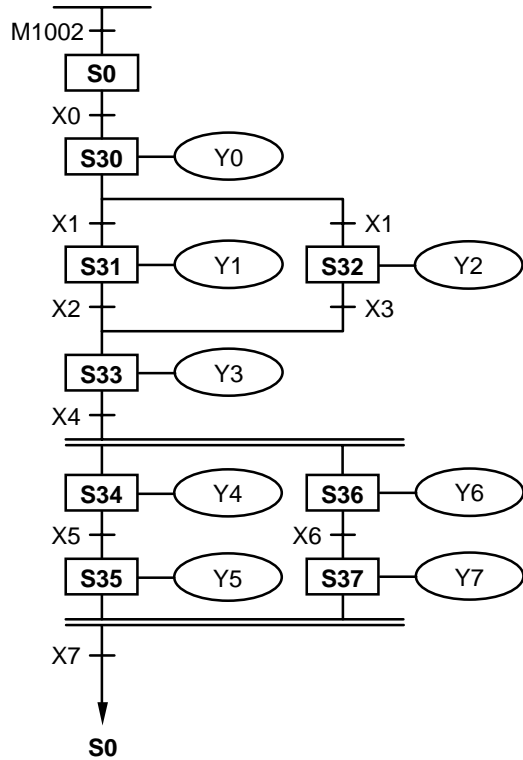 M1002
S0
X0
S30 Y0
X1 X1
S31 Y1 S32 Y2
X2 X3
S33 Y3
X4
S34 Y4 S36 Y6
X5 X6
S35 Y5 S37 Y7
X7
S0